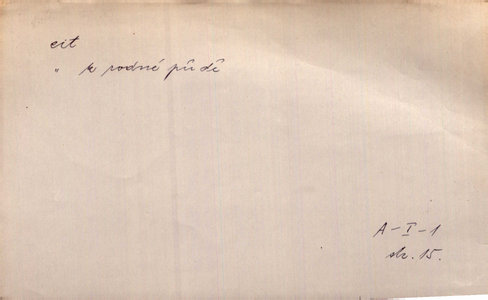 cit
" k rodné půdě
A-I-1
str. 15.